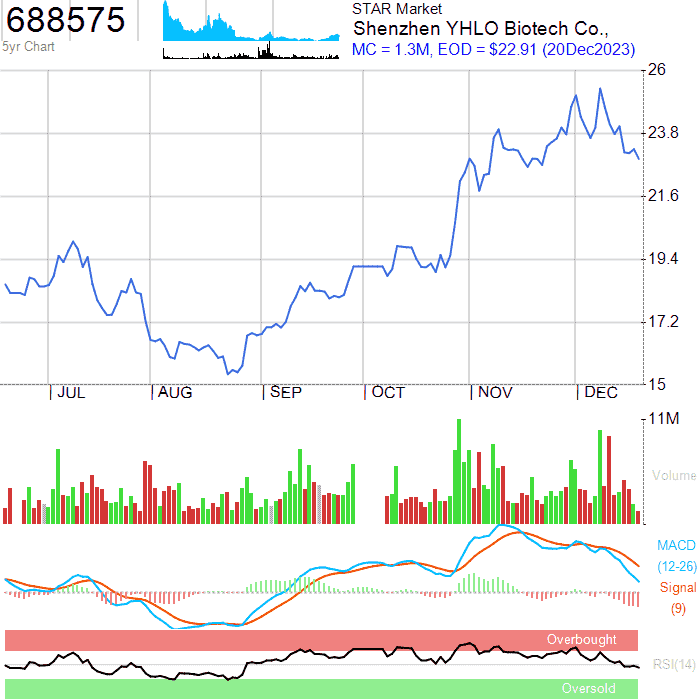 688575
5yr Chart
STAR Market
Shenzhen YHLO Biotech Co.,
MC = 1.3M, EOD = $22.91 (20Dec2023)
26
23.8
21.6
19.4
17.2
15
JUL
AUG
SEP
OCT
NOV
DEC
11M
Volume
MACD
(12-26)
Signal
(9)
Overbought
RSI(14)
Oversold